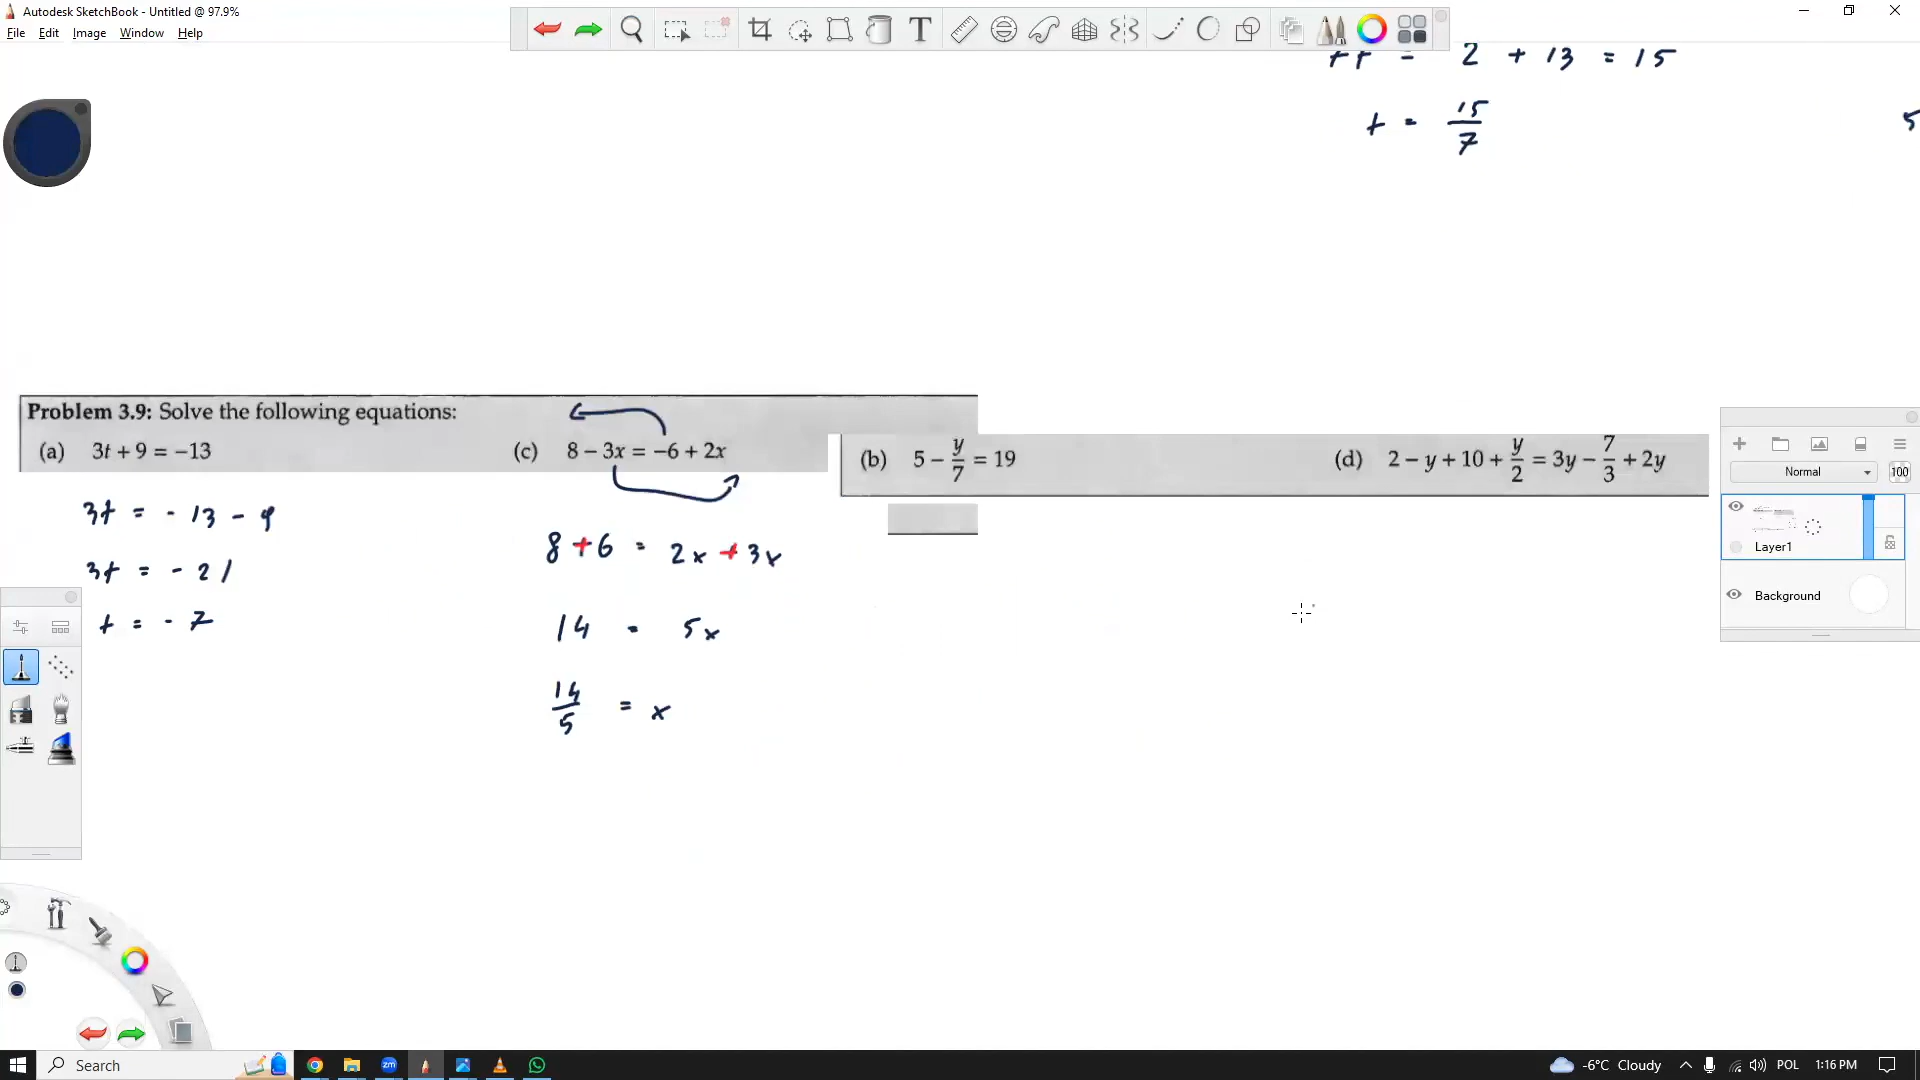 Autodesk SketchBook - Untitled @ 97.9%
File Edit Image Window Help
T
= 2 + 13 = 15
t = 15/7
5
Problem 3.9: Solve the following equations:
(a) 3t + 9 = −13
(c) 8 − 3x = −6 + 2x
(b) 5 − y/7 = 19
(d) 2 − y + 10 + y/2 = 3y − 7/3 + 2y
3t = - 13 - 9
3t = - 21
t = - 7
8 + 6 = 2x + 3x
14 = 5x
14/5 = x
Normal
100
Layer1
Background
Search
zm
-6°C Cloudy
POL
1:16 PM